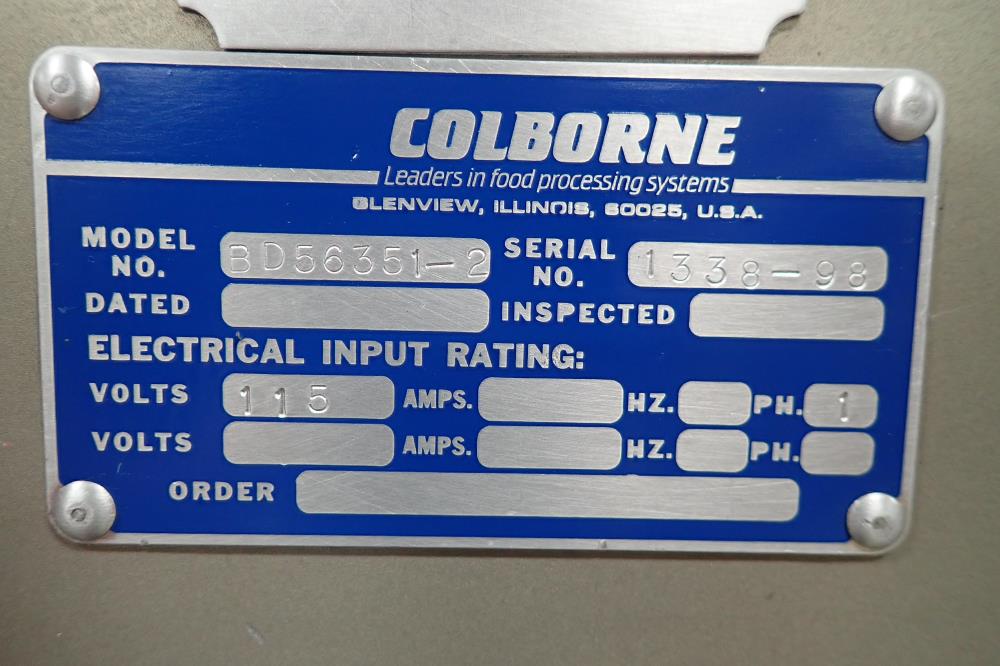 COLBORNE
Leaders in food processing systems
GLENVIEW, ILLINOIS, 60025, U.S.A.
MODEL NO. BD56351-2 SERIAL NO. 1338-98
DATED INSPECTED
ELECTRICAL INPUT RATING:
VOLTS 115 AMPS. HZ. PH. 1
VOLTS AMPS. HZ. PH.
ORDER